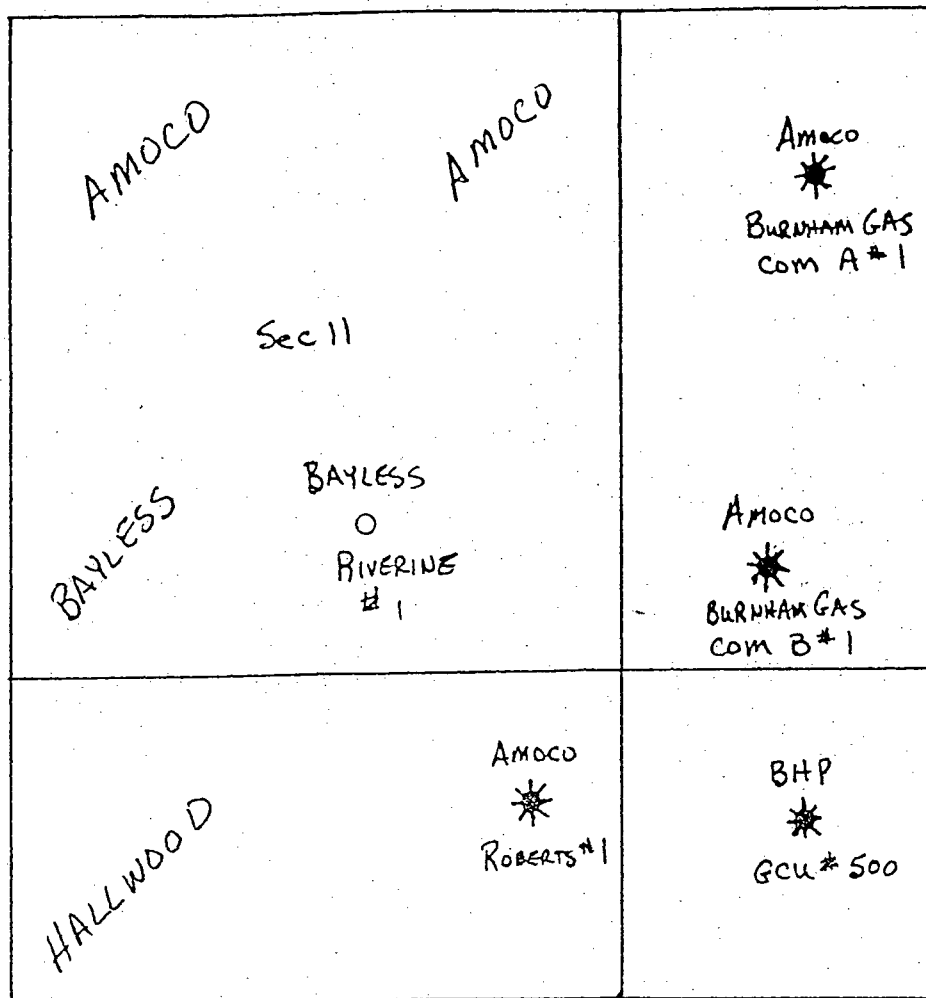 AMOCO
AMOCO
Amoco
BURNHAM GAS
com A # 1
Sec 11
BAYLESS
BAYLESS
RIVERINE
# 1
AMOCO
BURNHAM GAS
COM B # 1
HALLWOOD
AMOCO
ROBERTS # 1
BHP
GCU # 500